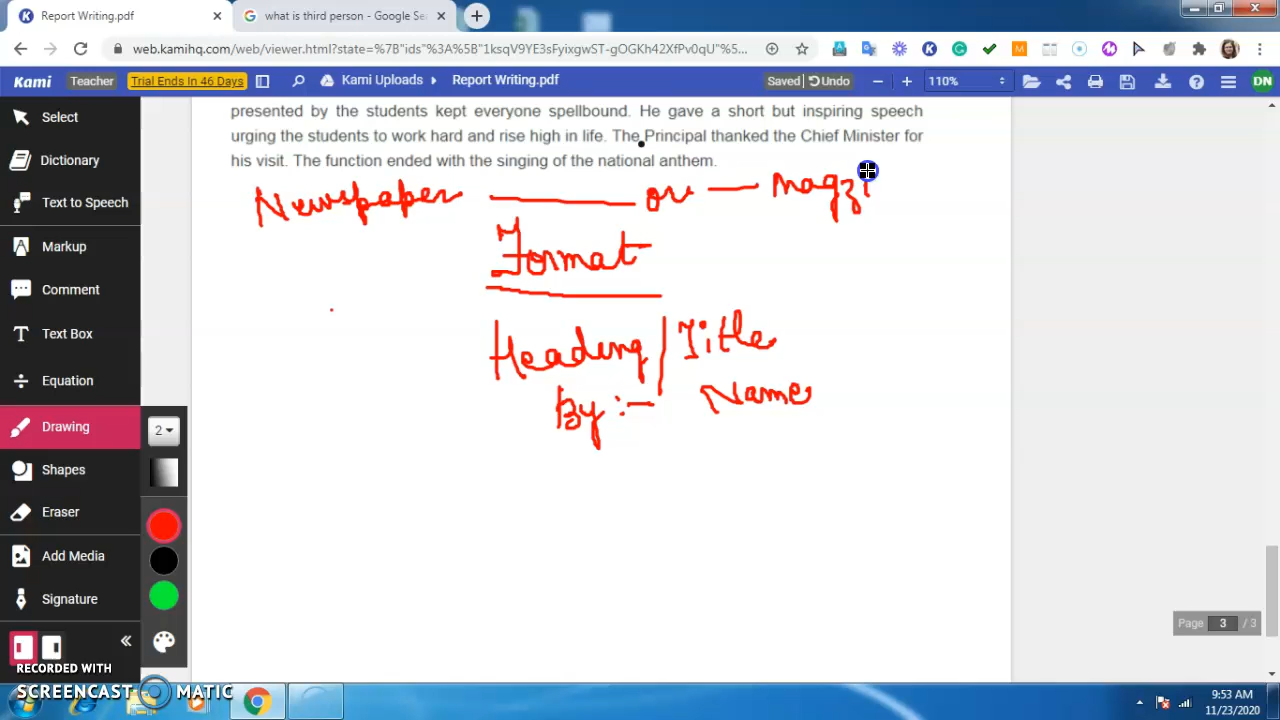 Report Writing.pdf
what is third person - Google Se
web.kamihq.com/web/viewer.html?state=%7B"ids"%3A%5B"1ksqV9YE3sFyixgwST-gOGKh42XfPv0qU"%5...
Kami Teacher Trial Ends In 46 Days Kami Uploads Report Writing.pdf Saved Undo 110% DN
Select
Dictionary
Text to Speech
Markup
Comment
Text Box
Equation
Drawing
2
Shapes
Eraser
Add Media
Signature
presented by the students kept everyone spellbound. He gave a short but inspiring speech
urging the students to work hard and rise high in life. The Principal thanked the Chief Minister for
his visit. The function ended with the singing of the national anthem.
Newspaper or magzi
Format
Heading | Title
By :- Name
Page 3 / 3
RECORDED WITH
SCREENCAST MATIC
9:53 AM
11/23/2020